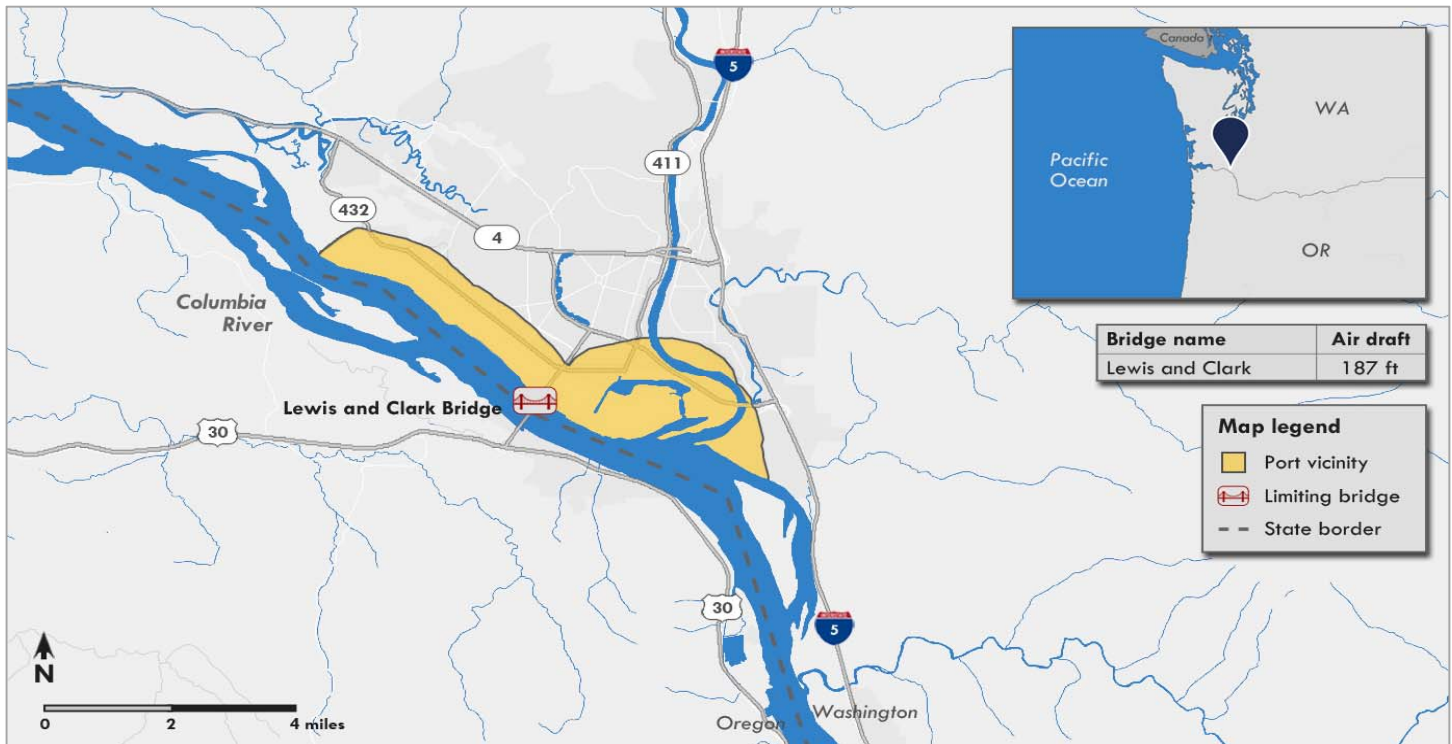 5
411
432
4
Columbia
River
Lewis and Clark Bridge
30
30
5
N
0 2 4 miles
Oregon
Washington
Canada
WA
Pacific
Ocean
OR
Bridge name Air draft
Lewis and Clark 187 ft
Map legend
Port vicinity
Limiting bridge
State border